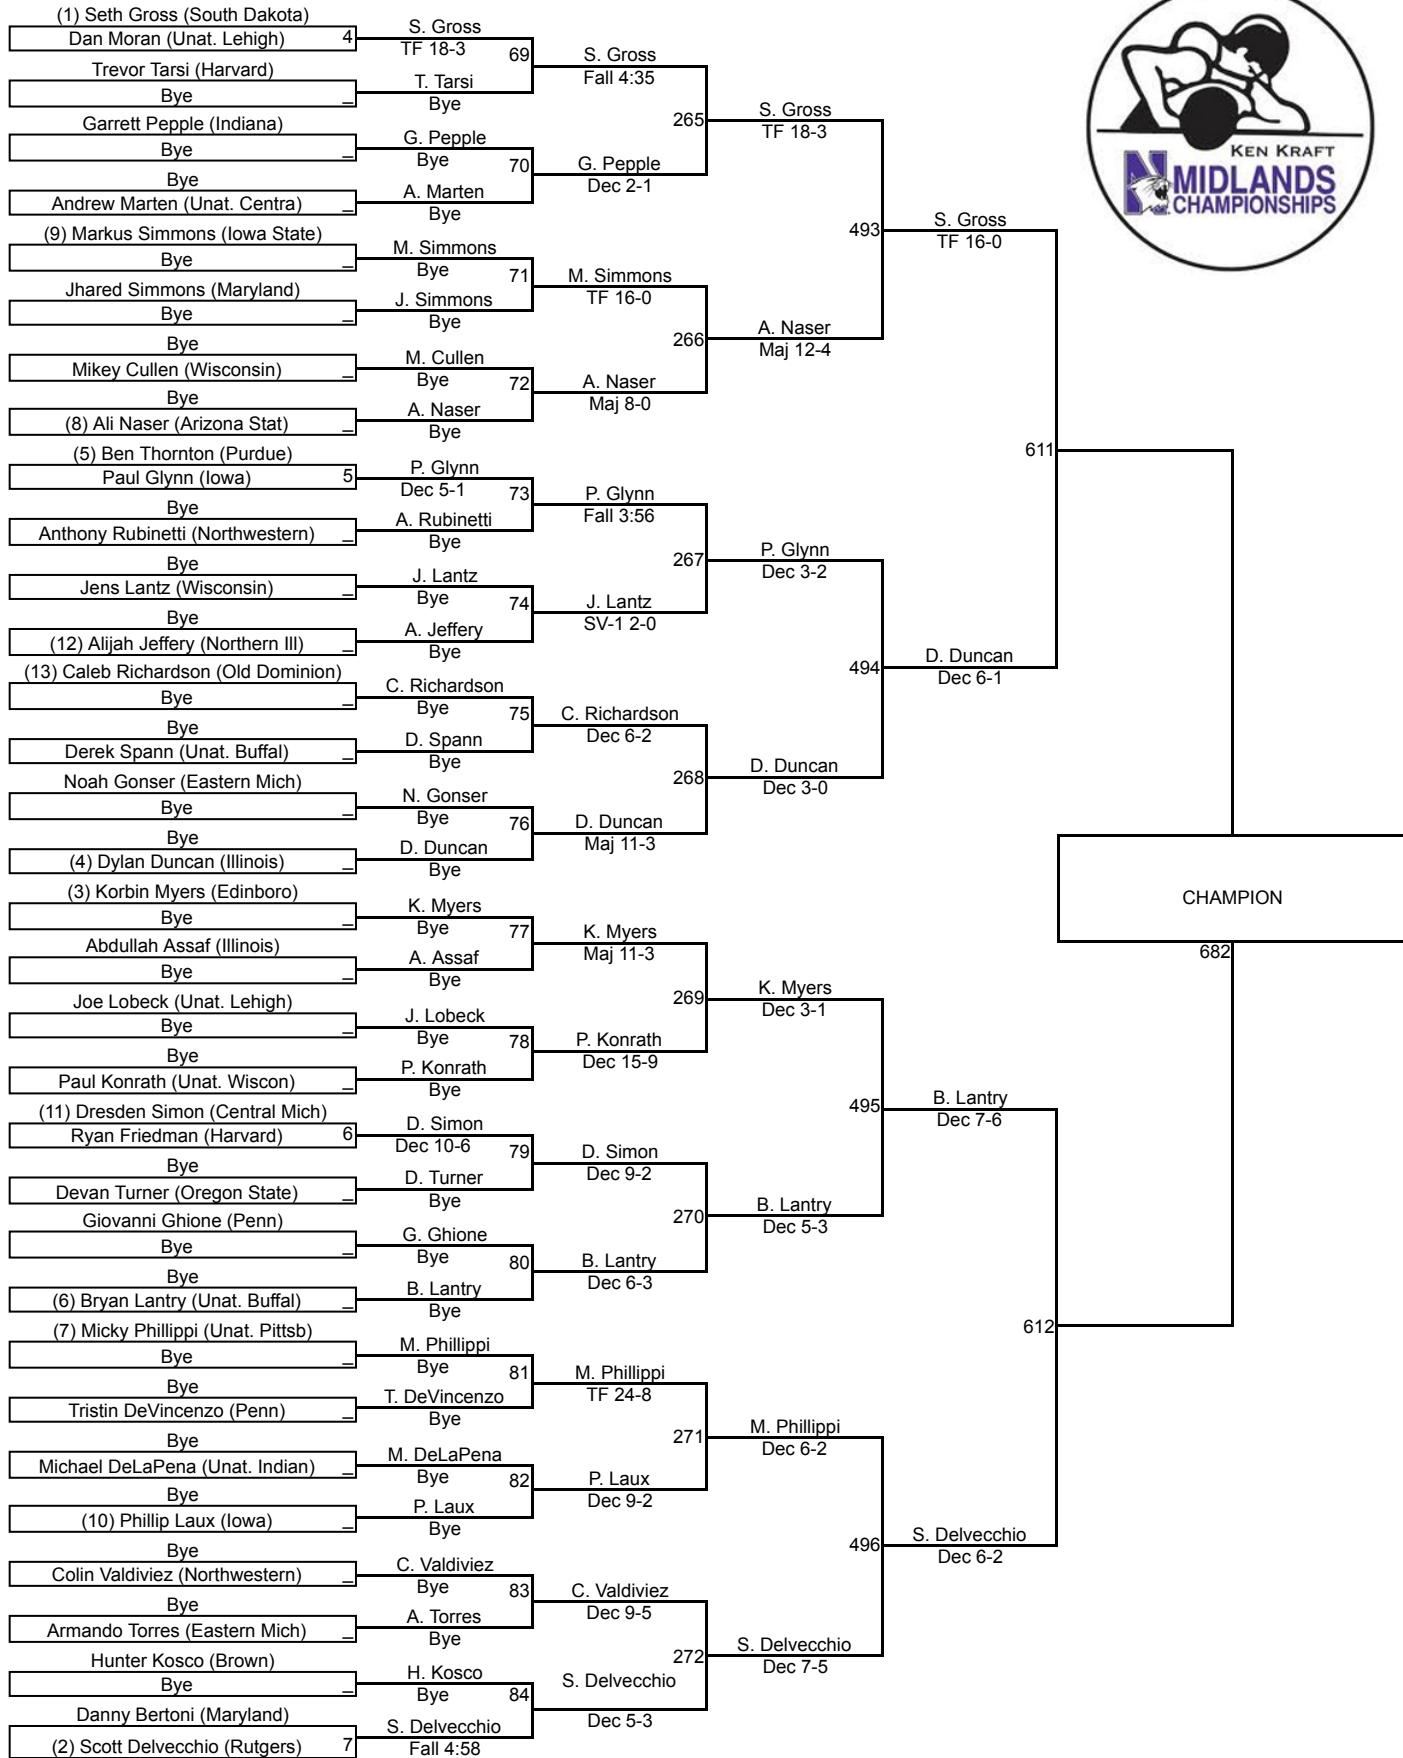 (1) Seth Gross (South Dakota)
Dan Moran (Unat. Lehigh) 4
Trevor Tarsi (Harvard)
Bye _
Garrett Pepple (Indiana)
Bye _
Bye
Andrew Marten (Unat. Centra) _
(9) Markus Simmons (Iowa State)
Bye _
Jhared Simmons (Maryland)
Bye _
Bye
Mikey Cullen (Wisconsin) _
Bye
(8) Ali Naser (Arizona Stat) _
(5) Ben Thornton (Purdue)
Paul Glynn (Iowa) 5
Bye
Anthony Rubinetti (Northwestern) _
Bye
Jens Lantz (Wisconsin) _
Bye
(12) Alijah Jeffery (Northern Ill) _
(13) Caleb Richardson (Old Dominion)
Bye _
Bye
Derek Spann (Unat. Buffal) _
Noah Gonser (Eastern Mich)
Bye _
Bye
(4) Dylan Duncan (Illinois) _
(3) Korbin Myers (Edinboro)
Bye _
Abdullah Assaf (Illinois)
Bye _
Joe Lobeck (Unat. Lehigh)
Bye _
Bye
Paul Konrath (Unat. Wiscon) _
(11) Dresden Simon (Central Mich)
Ryan Friedman (Harvard) 6
Bye
Devan Turner (Oregon State) _
Giovanni Ghione (Penn)
Bye _
Bye
(6) Bryan Lantry (Unat. Buffal) _
(7) Micky Phillippi (Unat. Pittsb)
Bye _
Bye
Tristin DeVincenzo (Penn) _
Bye
Michael DeLaPena (Unat. Indian) _
Bye
(10) Phillip Laux (Iowa) _
Bye
Colin Valdiviez (Northwestern) _
Bye
Armando Torres (Eastern Mich) _
Hunter Kosco (Brown)
Bye _
Danny Bertoni (Maryland)
(2) Scott Delvecchio (Rutgers) 7
S. Gross
TF 18-3
69
T. Tarsi
Bye
G. Pepple
Bye
70
A. Marten
Bye
M. Simmons
Bye
71
J. Simmons
Bye
M. Cullen
Bye
72
A. Naser
Bye
P. Glynn
Dec 5-1
73
A. Rubinetti
Bye
J. Lantz
Bye
74
A. Jeffery
Bye
C. Richardson
Bye
75
D. Spann
Bye
N. Gonser
Bye
76
D. Duncan
Bye
K. Myers
Bye
77
A. Assaf
Bye
J. Lobeck
Bye
78
P. Konrath
Bye
D. Simon
Dec 10-6
79
D. Turner
Bye
G. Ghione
Bye
80
B. Lantry
Bye
M. Phillippi
Bye
81
T. DeVincenzo
Bye
M. DeLaPena
Bye
82
P. Laux
Bye
C. Valdiviez
Bye
83
A. Torres
Bye
H. Kosco
Bye
84
S. Delvecchio
Fall 4:58
S. Gross
Fall 4:35
265
G. Pepple
Dec 2-1
M. Simmons
TF 16-0
266
A. Naser
Maj 8-0
P. Glynn
Fall 3:56
267
J. Lantz
SV-1 2-0
C. Richardson
Dec 6-2
268
D. Duncan
Maj 11-3
K. Myers
Maj 11-3
269
P. Konrath
Dec 15-9
D. Simon
Dec 9-2
270
B. Lantry
Dec 6-3
M. Phillippi
TF 24-8
271
P. Laux
Dec 9-2
C. Valdiviez
Dec 9-5
272
S. Delvecchio
Dec 5-3
S. Gross
TF 18-3
493
A. Naser
Maj 12-4
P. Glynn
Dec 3-2
494
D. Duncan
Dec 3-0
K. Myers
Dec 3-1
495
B. Lantry
Dec 5-3
M. Phillippi
Dec 6-2
496
S. Delvecchio
Dec 7-5
S. Gross
TF 16-0
611
D. Duncan
Dec 6-1
B. Lantry
Dec 7-6
612
S. Delvecchio
Dec 6-2
CHAMPION
682
KEN KRAFT
N MIDLANDS
CHAMPIONSHIPS